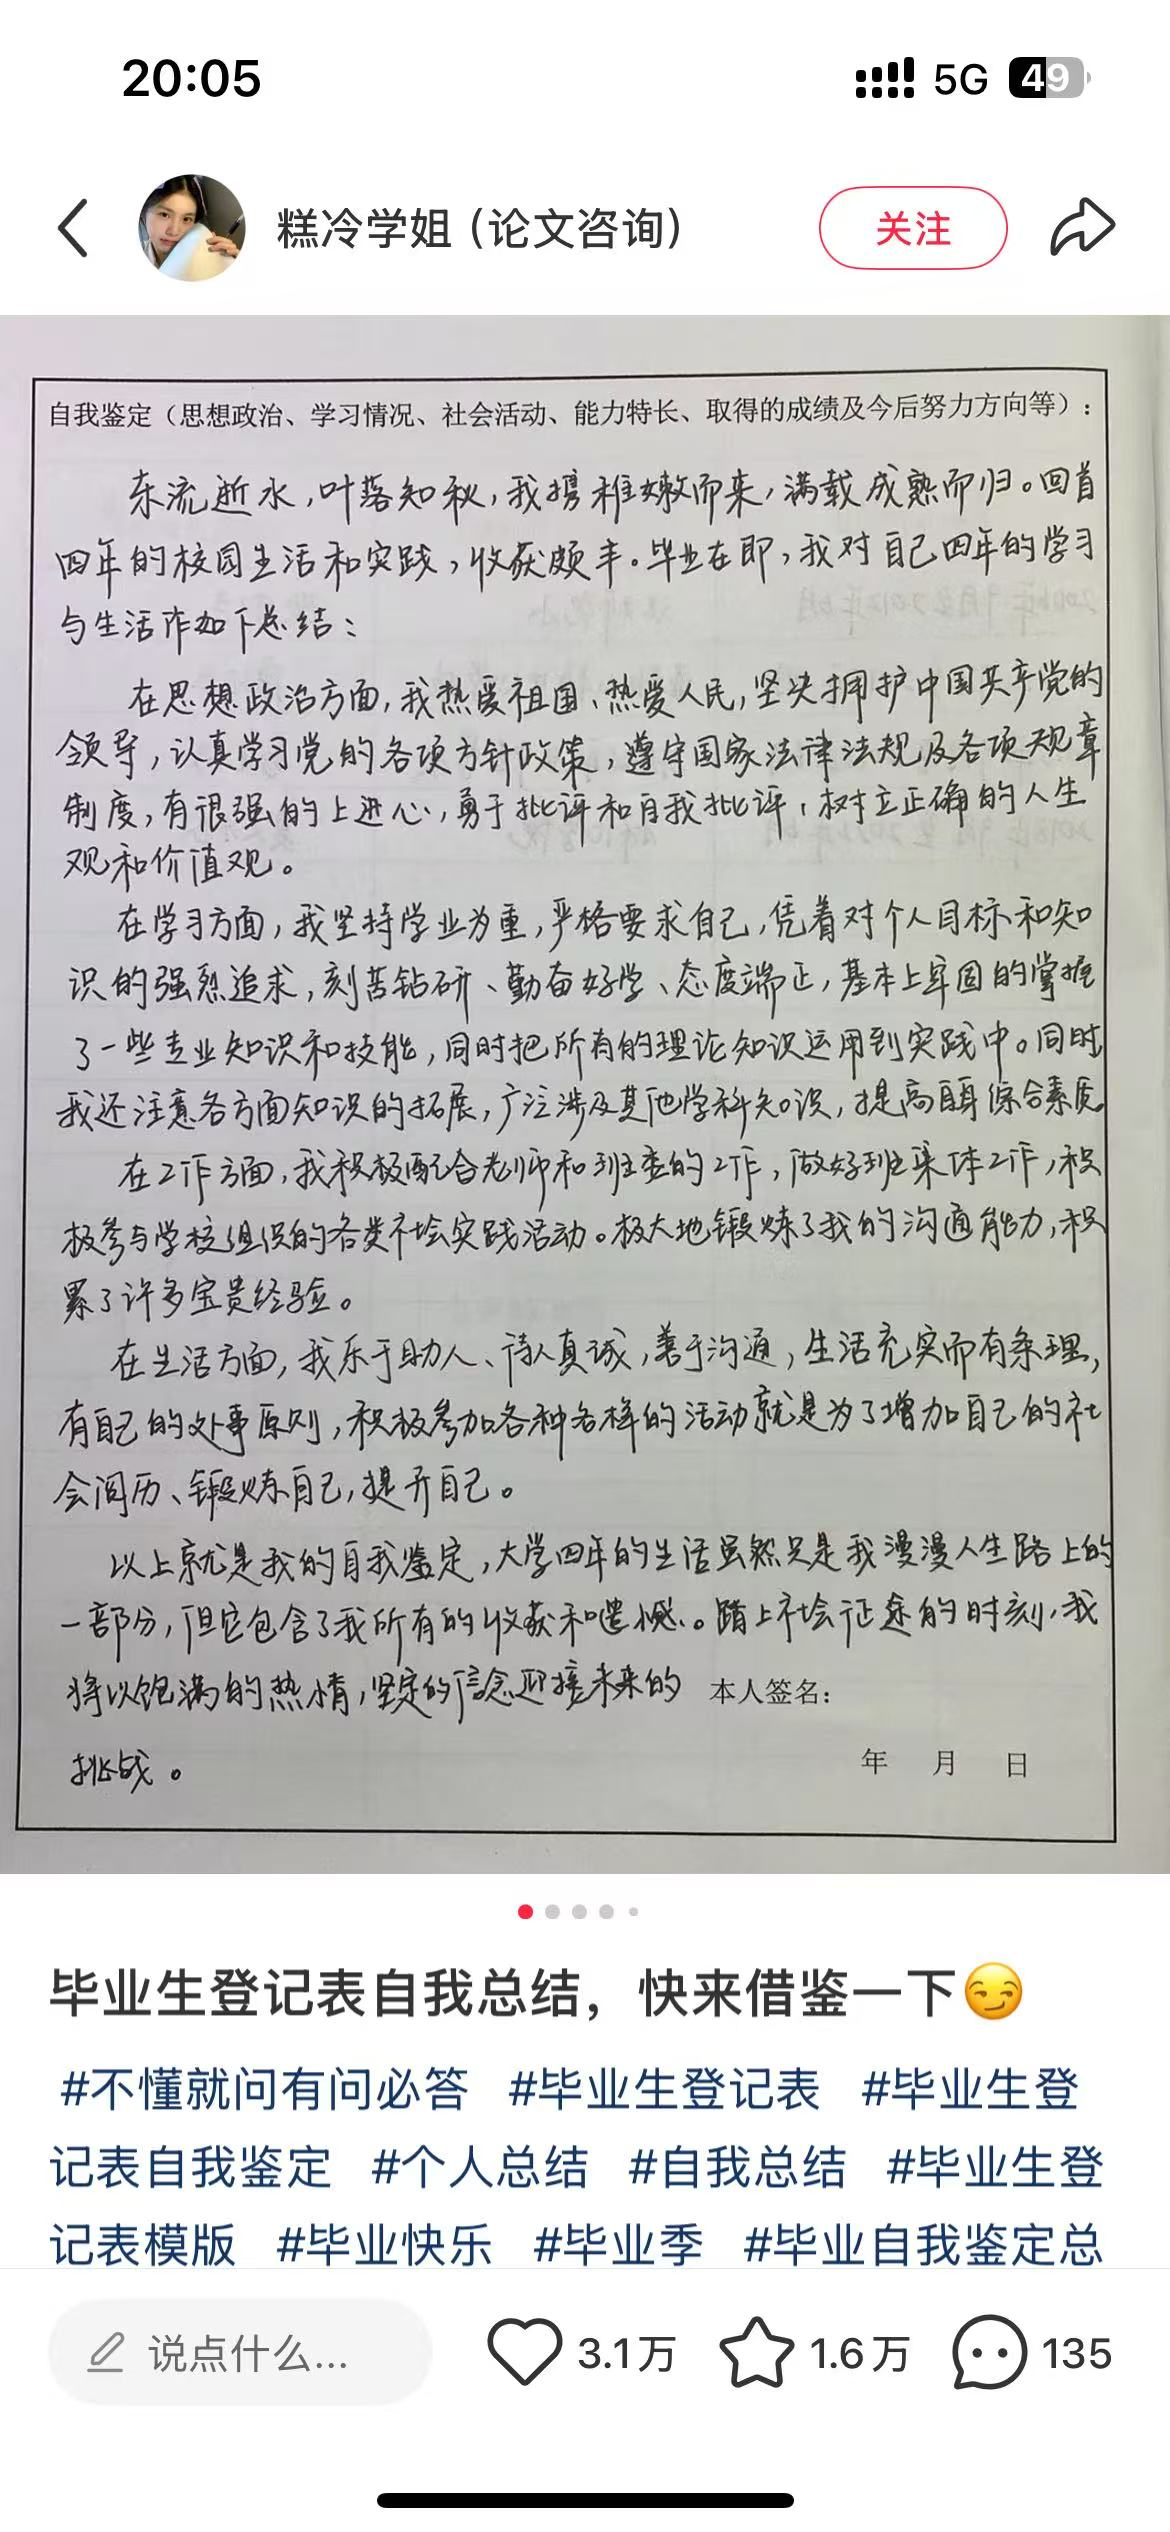 20:05
5G 49
糕冷学姐（论文咨询）
关注
自我鉴定（思想政治、学习情况、社会活动、能力特长、取得的成绩及今后努力方向等）：
东流逝水，叶落知秋，我携稚嫩而来，满载成熟而归。回首
四年的校园生活和实践，收获颇丰。毕业在即，我对自己四年的学习
与生活作如下总结：
在思想政治方面，我热爱祖国、热爱人民，坚决拥护中国共产党的
领导，认真学习党的各项方针政策，遵守国家法律法规及各项规章
制度，有很强的上进心，勇于批评和自我批评，树立正确的人生
观和价值观。
在学习方面，我坚持学业为重，严格要求自己，凭着对个人目标和知
识的强烈追求，刻苦钻研、勤奋好学、态度端正，基本上牢固的掌握
了一些专业知识和技能，同时把所有的理论知识运用到实践中。同时
我还注意各方面知识的拓展，广泛涉及其他学科知识，提高自身综合素质。
在工作方面，我积极配合老师和班委的工作，做好班集体工作，积
极参与学校组织的各类社会实践活动。极大地锻炼了我的沟通能力，积
累了许多宝贵经验。
在生活方面，我乐于助人、待人真诚，善于沟通，生活充实而有条理，
有自己的处事原则，积极参加各种各样的活动就是为了增加自己的社
会阅历、锻炼自己，提升自己。
以上就是我的自我鉴定，大学四年的生活虽然只是我漫漫人生路上的
一部分，但它包含了我所有的收获和遗憾。踏上社会征途的时刻，我
将以饱满的热情，坚定的信念迎接未来的 本人签名：
挑战。 年 月 日
毕业生登记表自我总结，快来借鉴一下😏
#不懂就问有问必答 #毕业生登记表 #毕业生登
记表自我鉴定 #个人总结 #自我总结 #毕业生登
记表模版 #毕业快乐 #毕业季 #毕业自我鉴定总
说点什么... 3.1万 1.6万 135